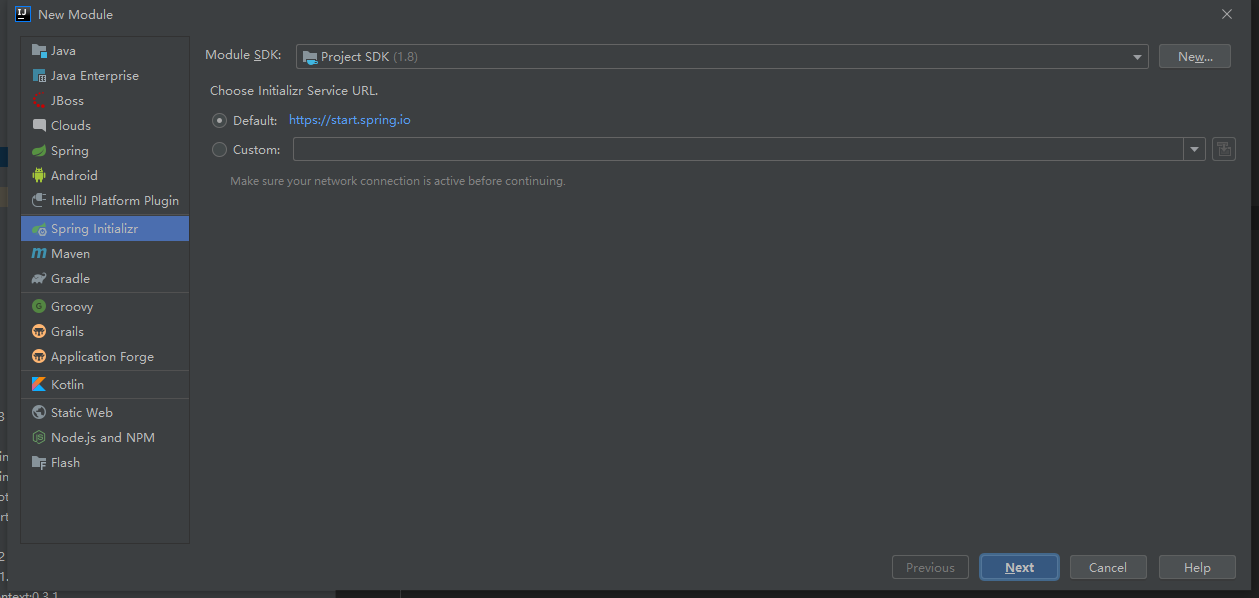 New Module
Java
Java Enterprise
JBoss
Clouds
Spring
Android
IntelliJ Platform Plugin
Spring Initializr
Maven
Gradle
Groovy
Grails
Application Forge
Kotlin
Static Web
Node.js and NPM
Flash
Module SDK: Project SDK (1.8) New...
Choose Initializr Service URL.
Default: https://start.spring.io
Custom:
Make sure your network connection is active before continuing.
Previous Next Cancel Help